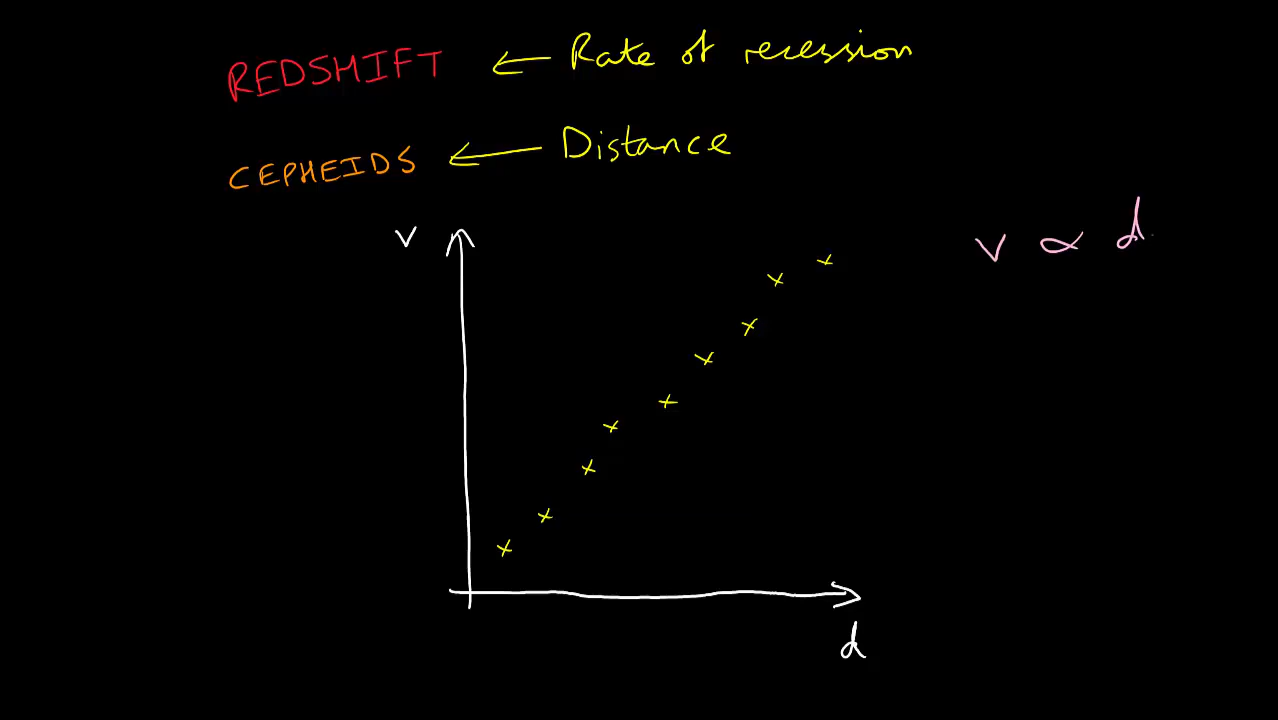 REDSHIFT ← Rate of recession
CEPHEIDS ← Distance
v
v ∝ d
d